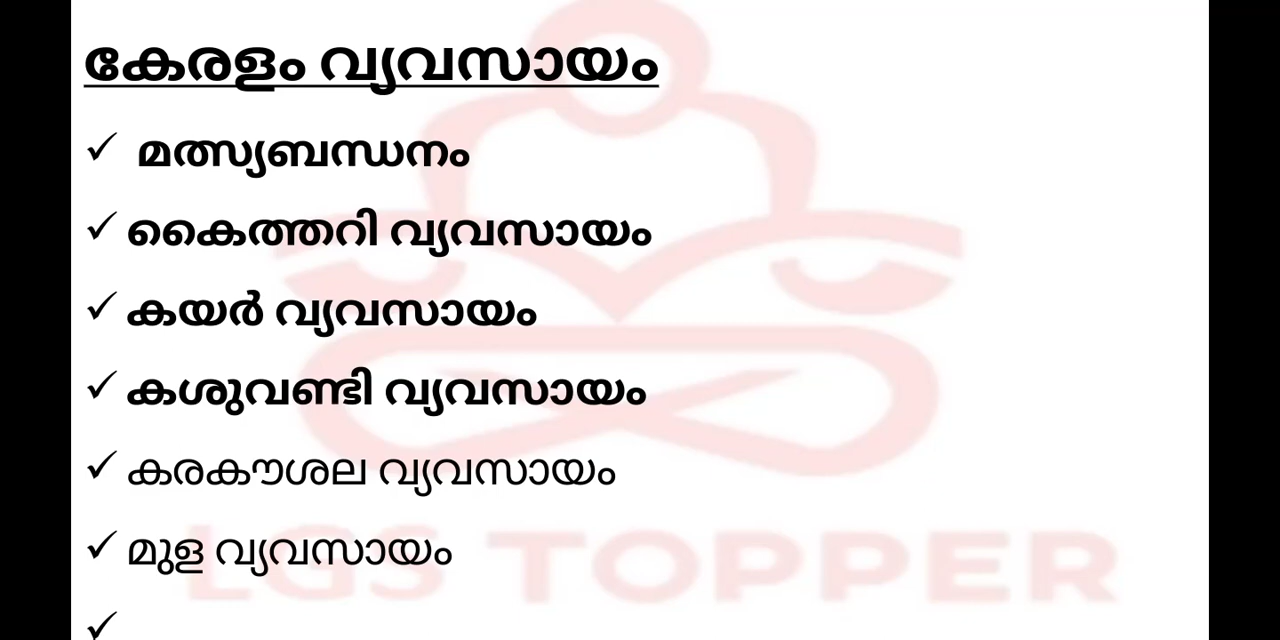 കേരളം വ്യവസായം
✓ മത്സ്യബന്ധനം
✓ കൈത്തറി വ്യവസായം
✓ കയർ വ്യവസായം
✓ കശുവണ്ടി വ്യവസായം
✓ കരകൗശല വ്യവസായം
✓ മുള വ്യവസായം
✓
LGS TOPPER